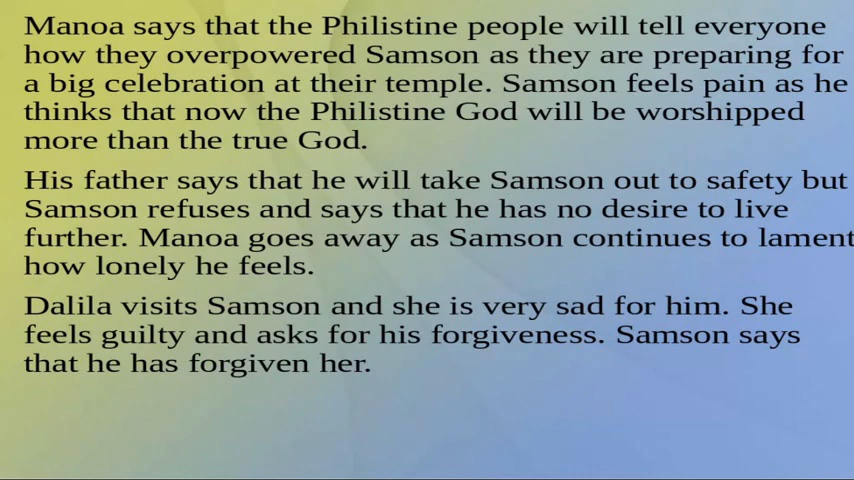 Manoa says that the Philistine people will tell everyone
how they overpowered Samson as they are preparing for
a big celebration at their temple. Samson feels pain as he
thinks that now the Philistine God will be worshipped
more than the true God.
His father says that he will take Samson out to safety but
Samson refuses and says that he has no desire to live
further. Manoa goes away as Samson continues to lament
how lonely he feels.
Dalila visits Samson and she is very sad for him. She
feels guilty and asks for his forgiveness. Samson says
that he has forgiven her.